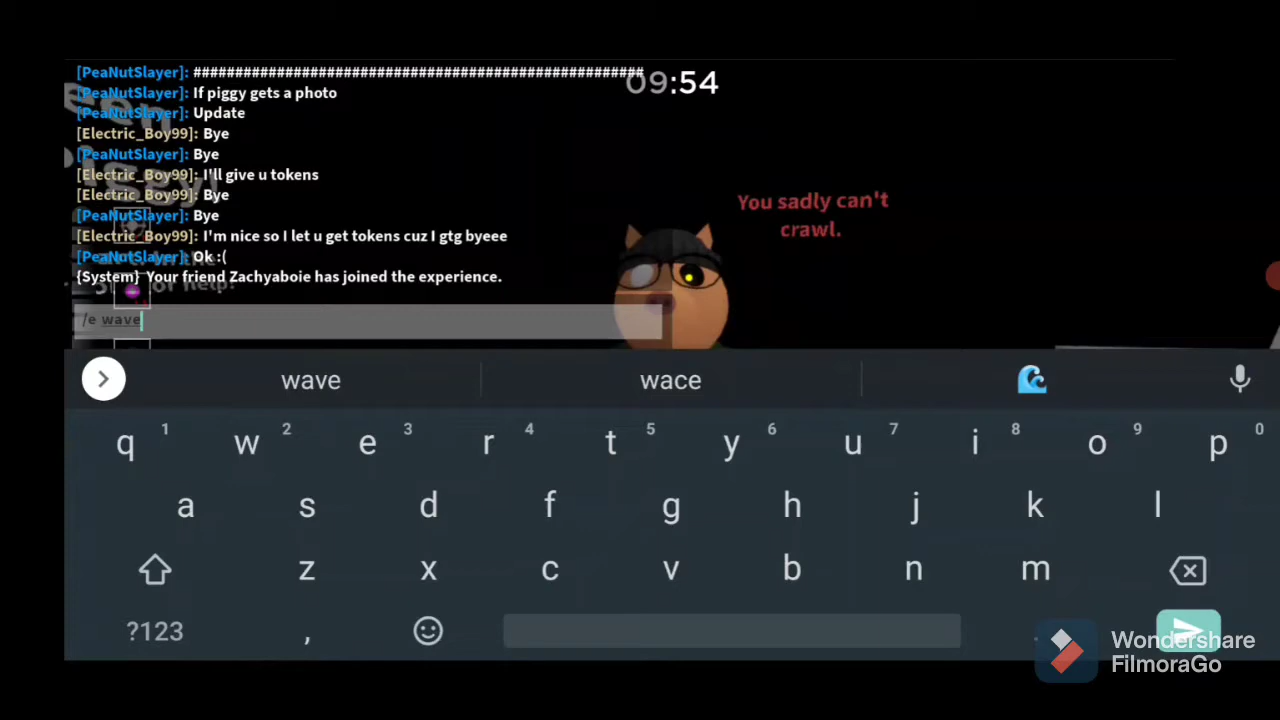 [PeaNutSlayer]: ######################################################
09:54
[PeaNutSlayer]: If piggy gets a photo
[PeaNutSlayer]: Update
[Electric_Boy99]: Bye
[PeaNutSlayer]: Bye
[Electric_Boy99]: I'll give u tokens
[Electric_Boy99]: Bye
[PeaNutSlayer]: Bye
[Electric_Boy99]: I'm nice so I let u get tokens cuz I gtg byeee
[PeaNutSlayer]: Ok :(
{System} Your friend Zachyaboie has joined the experience.
You sadly can't
crawl.
Piggy
or help!
/e wave
wave wace
1 2 3 4 5 6 7 8 9 0
q w e r t y u i o p
a s d f g h j k l
z x c v b n m
?123 , .
Wondershare
FilmoraGo